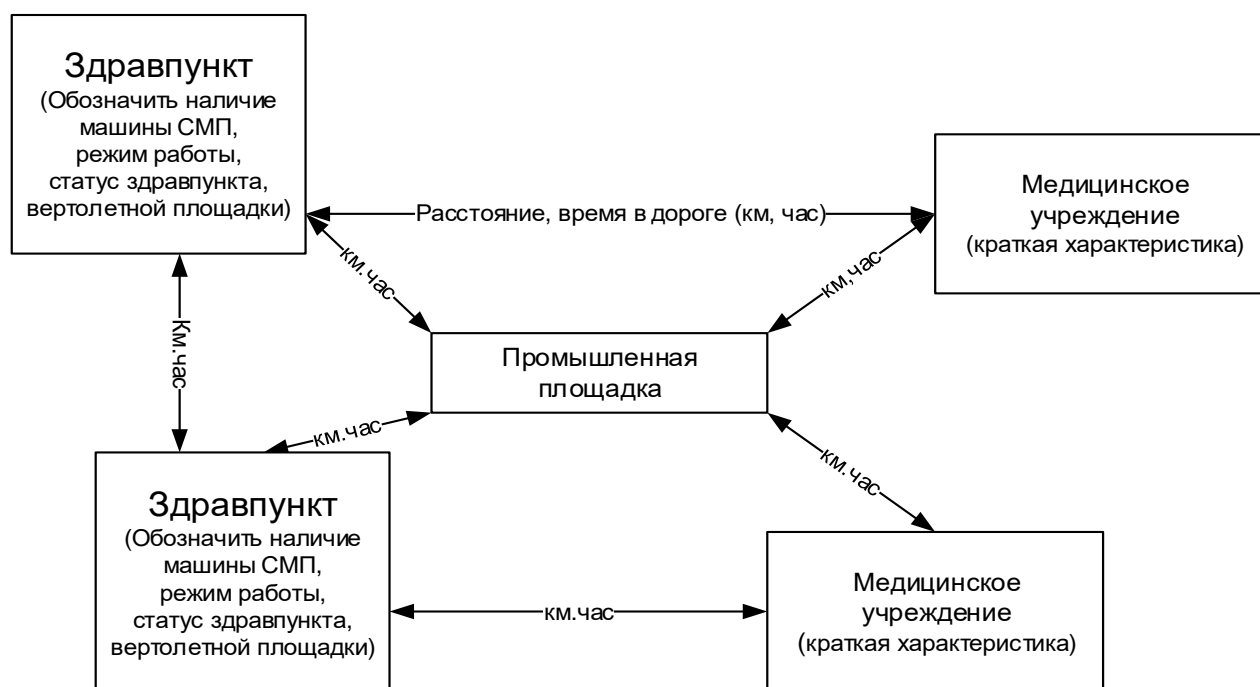 Здравпункт
(Обозначить наличие
машины СМП,
режим работы,
статус здравпункта,
вертолетной площадки)
Расстояние, время в дороге (км, час)
Медицинское
учреждение
(краткая характеристика)
км.час
км,час
Км.час
Промышленная
площадка
км.час
км.час
Здравпункт
(Обозначить наличие
машины СМП,
режим работы,
статус здравпункта,
вертолетной площадки)
км.час
Медицинское
учреждение
(краткая характеристика)